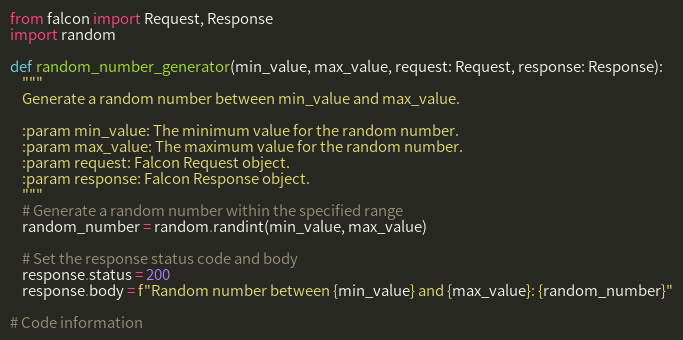 from falcon import Request, Response
import random

def random_number_generator(min_value, max_value, request: Request, response: Response):
    """
    Generate a random number between min_value and max_value.

    :param min_value: The minimum value for the random number.
    :param max_value: The maximum value for the random number.
    :param request: Falcon Request object.
    :param response: Falcon Response object.
    """
    # Generate a random number within the specified range
    random_number = random.randint(min_value, max_value)

    # Set the response status code and body
    response.status = 200
    response.body = f"Random number between {min_value} and {max_value}: {random_number}"

# Code information